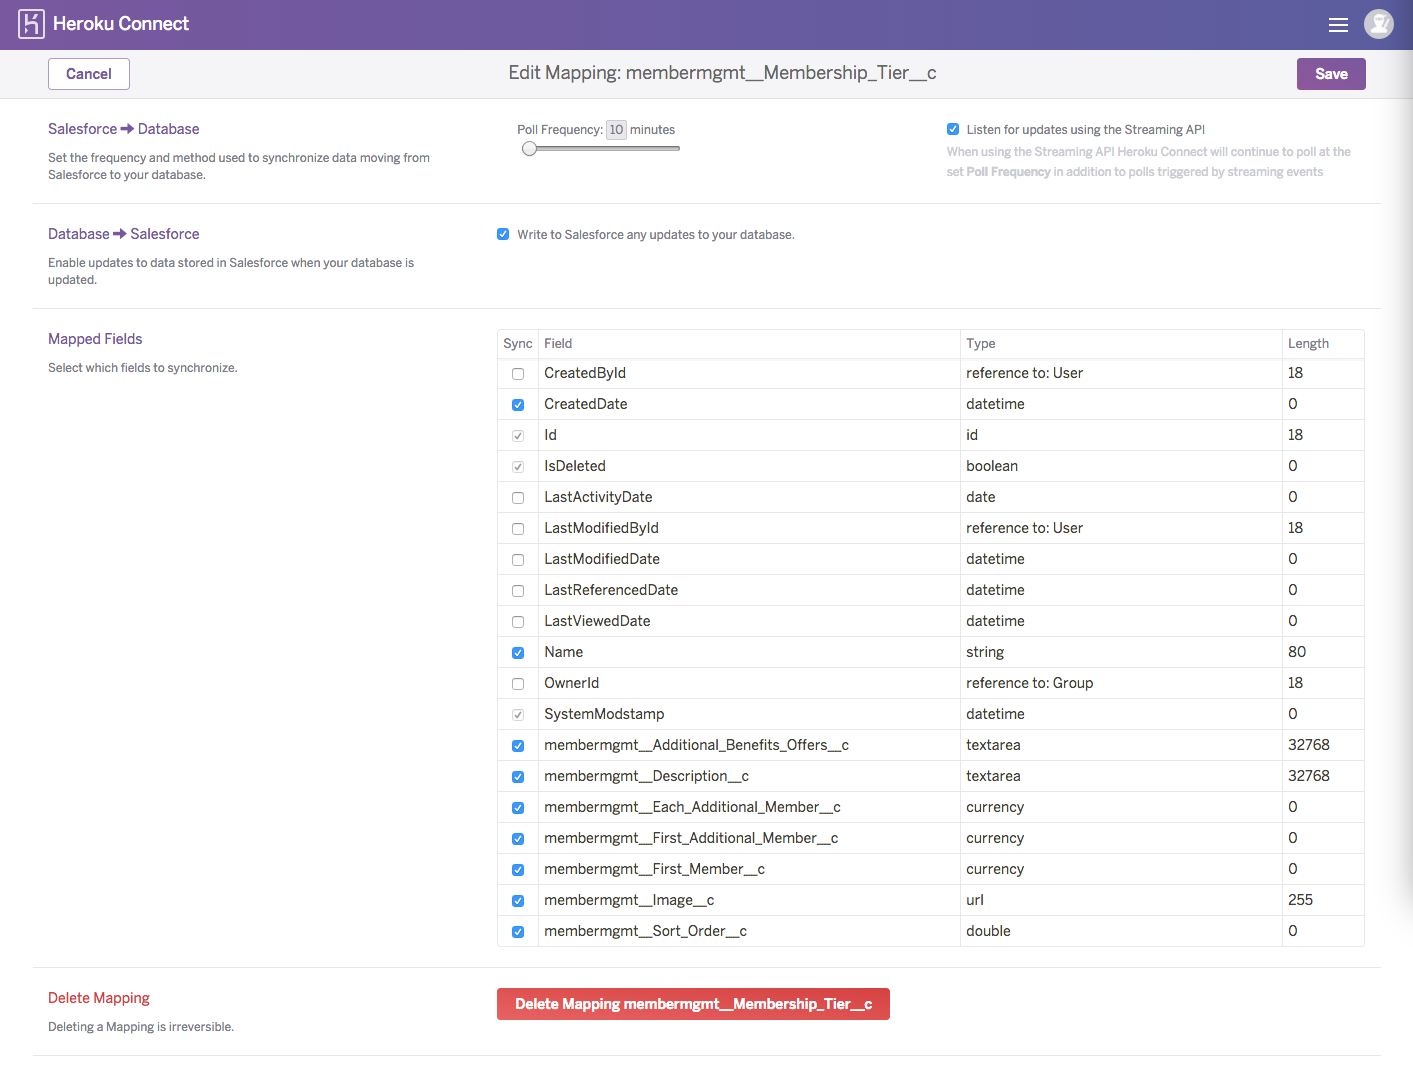 Heroku Connect
Cancel
Edit Mapping: membermgmt__Membership_Tier__c
Save
Salesforce ➔ Database
Set the frequency and method used to synchronize data moving from
Salesforce to your database.
Poll Frequency: 10 minutes
Listen for updates using the Streaming API
When using the Streaming API Heroku Connect will continue to poll at the
set Poll Frequency in addition to polls triggered by streaming events
Database ➔ Salesforce
Enable updates to data stored in Salesforce when your database is
updated.
Write to Salesforce any updates to your database.
Mapped Fields
Select which fields to synchronize.
Sync Field Type Length
CreatedById reference to: User 18
CreatedDate datetime 0
Id id 18
IsDeleted boolean 0
LastActivityDate date 0
LastModifiedById reference to: User 18
LastModifiedDate datetime 0
LastReferencedDate datetime 0
LastViewedDate datetime 0
Name string 80
OwnerId reference to: Group 18
SystemModstamp datetime 0
membermgmt__Additional_Benefits_Offers__c textarea 32768
membermgmt__Description__c textarea 32768
membermgmt__Each_Additional_Member__c currency 0
membermgmt__First_Additional_Member__c currency 0
membermgmt__First_Member__c currency 0
membermgmt__Image__c url 255
membermgmt__Sort_Order__c double 0
Delete Mapping
Deleting a Mapping is irreversible.
Delete Mapping membermgmt__Membership_Tier__c